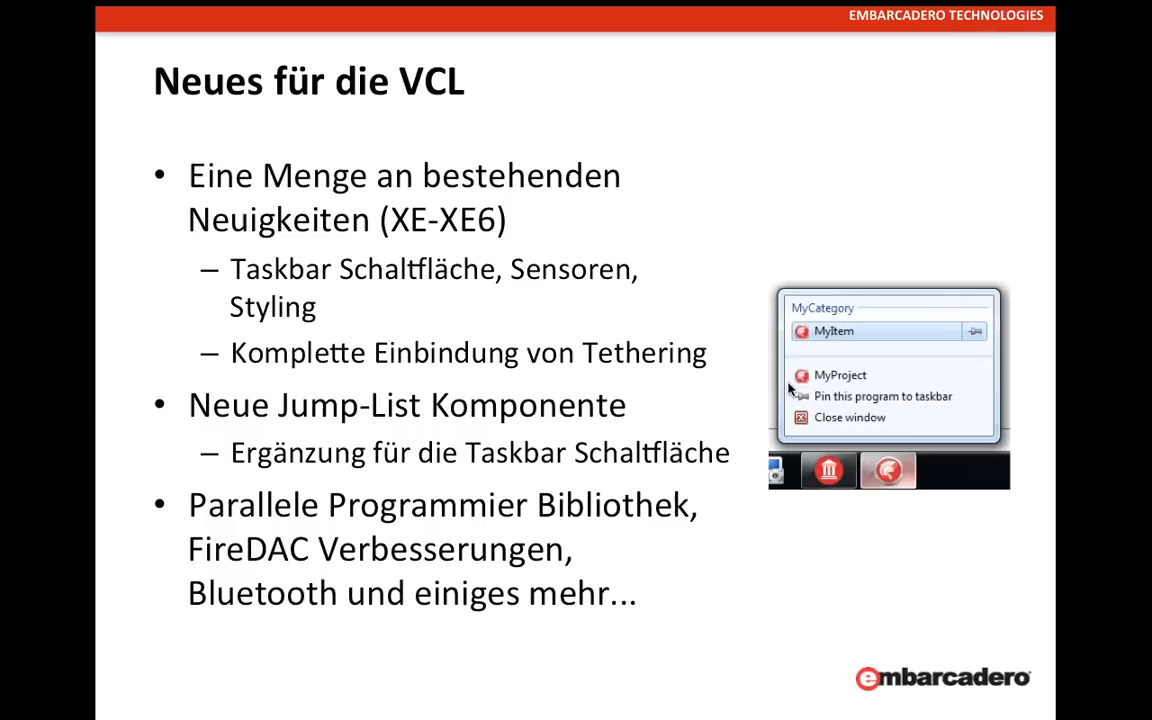 EMBARCADERO TECHNOLOGIES
Neues für die VCL
• Eine Menge an bestehenden
Neuigkeiten (XE-XE6)
– Taskbar Schaltfläche, Sensoren,
Styling
– Komplette Einbindung von Tethering
• Neue Jump-List Komponente
– Ergänzung für die Taskbar Schaltfläche
• Parallele Programmier Bibliothek,
FireDAC Verbesserungen,
Bluetooth und einiges mehr...
MyCategory
MyItem
MyProject
Pin this program to taskbar
Close window
embarcadero